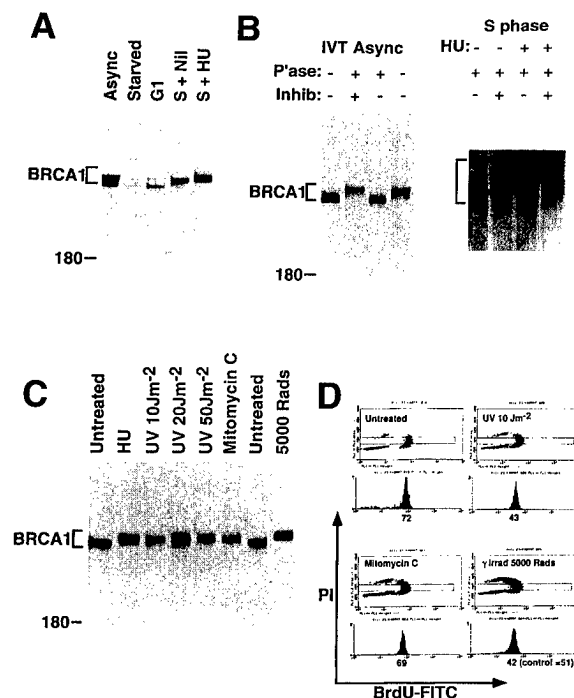 A
Async
Starved
G1
S + Nil
S + HU
BRCA1
180
B
IVT Async
P'ase: - + + -
Inhib: - + - -
BRCA1
180
S phase
HU: - - + +
+ + + +
- + - +
C
Untreated
HU
UV 10Jm-2
UV 20Jm-2
UV 50Jm-2
Mitomycin C
Untreated
5000 Rads
BRCA1
180
D
Untreated
72
UV 10 Jm-2
43
Mitomycin C
69
γ Irrad 5000 Rads
42 (control =51)
PI
BrdU-FITC